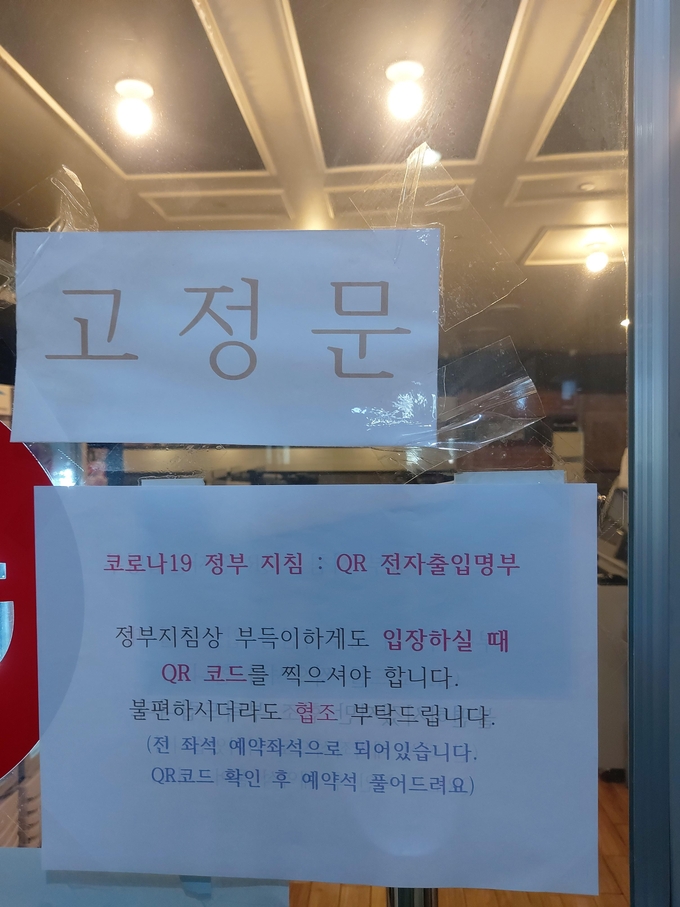 고정문
코로나19 정부 지침 : QR 전자출입명부
정부지침상 부득이하게도 입장하실 때
QR 코드를 찍으셔야 합니다.
불편하시더라도 협조 부탁드립니다.
(전 좌석 예약좌석으로 되어있습니다.
QR코드 확인 후 예약석 풀어드려요)